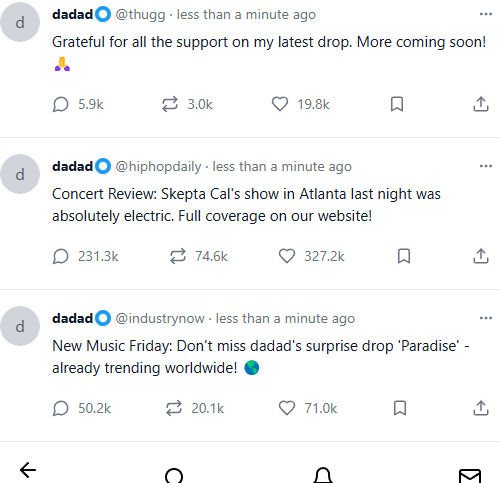 d
dadad @thugg · less than a minute ago
Grateful for all the support on my latest drop. More coming soon!
🙏
5.9k 3.0k 19.8k
d
dadad @hiphopdaily · less than a minute ago
Concert Review: Skepta Cal's show in Atlanta last night was
absolutely electric. Full coverage on our website!
231.3k 74.6k 327.2k
d
dadad @industrynow · less than a minute ago
New Music Friday: Don't miss dadad's surprise drop 'Paradise' -
already trending worldwide! 🌎
50.2k 20.1k 71.0k